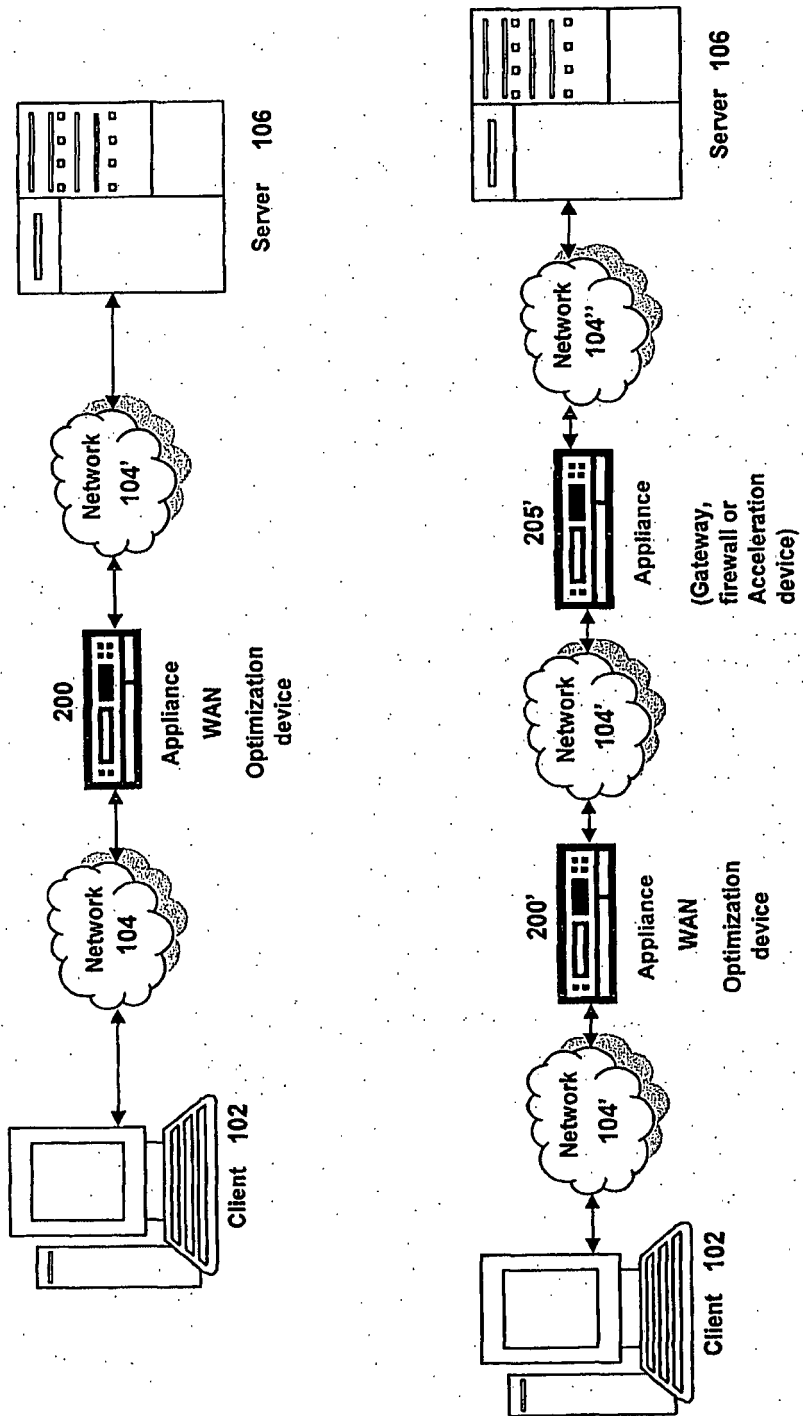 Client 102
Network
104
200
Appliance
WAN
Optimization
device
Network
104'
Server 106
Client 102
Network
104'
200'
Appliance
WAN
Optimization
device
Network
104'
205'
Appliance
(Gateway,
firewall or
Acceleration
device)
Network
104''
Server 106